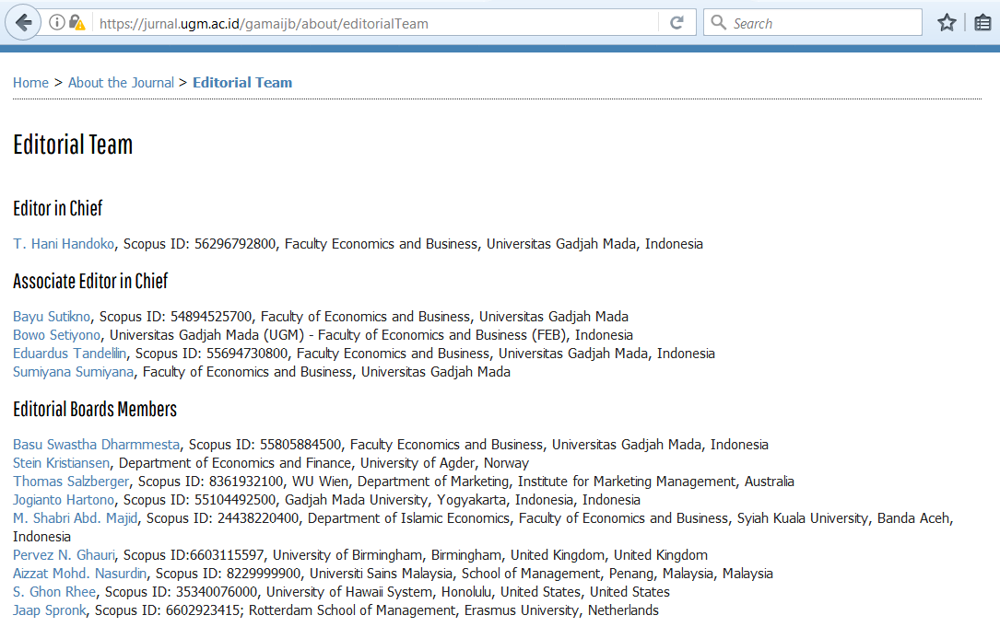 https://jurnal.ugm.ac.id/gamaijb/about/editorialTeam
Search
Home > About the Journal > Editorial Team
Editorial Team
Editor in Chief
T. Hani Handoko, Scopus ID: 56296792800, Faculty Economics and Business, Universitas Gadjah Mada, Indonesia
Associate Editor in Chief
Bayu Sutikno, Scopus ID: 54894525700, Faculty of Economics and Business, Universitas Gadjah Mada
Bowo Setiyono, Universitas Gadjah Mada (UGM) - Faculty of Economics and Business (FEB), Indonesia
Eduardus Tandelilin, Scopus ID: 55694730800, Faculty Economics and Business, Universitas Gadjah Mada, Indonesia
Sumiyana Sumiyana, Faculty of Economics and Business, Universitas Gadjah Mada
Editorial Boards Members
Basu Swastha Dharmmesta, Scopus ID: 55805884500, Faculty Economics and Business, Universitas Gadjah Mada, Indonesia
Stein Kristiansen, Department of Economics and Finance, University of Agder, Norway
Thomas Salzberger, Scopus ID: 8361932100, WU Wien, Department of Marketing, Institute for Marketing Management, Australia
Jogianto Hartono, Scopus ID: 55104492500, Gadjah Mada University, Yogyakarta, Indonesia, Indonesia
M. Shabri Abd. Majid, Scopus ID: 24438220400, Department of Islamic Economics, Faculty of Economics and Business, Syiah Kuala University, Banda Aceh,
Indonesia
Pervez N. Ghauri, Scopus ID:6603115597, University of Birmingham, Birmingham, United Kingdom, United Kingdom
Aizzat Mohd. Nasurdin, Scopus ID: 8229999900, Universiti Sains Malaysia, School of Management, Penang, Malaysia, Malaysia
S. Ghon Rhee, Scopus ID: 35340076000, University of Hawaii System, Honolulu, United States, United States
Jaap Spronk, Scopus ID: 6602923415; Rotterdam School of Management, Erasmus University, Netherlands